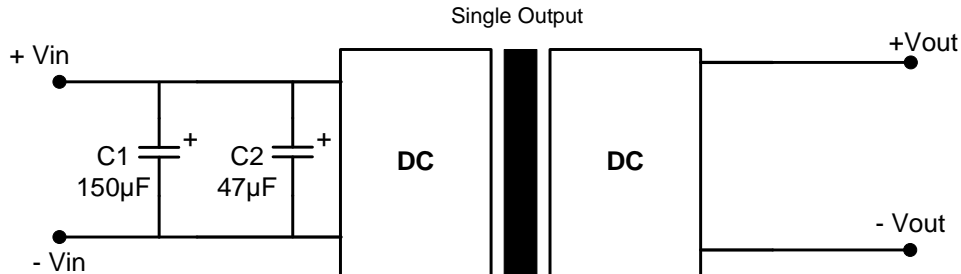 Single Output
+ Vin
+Vout
C1
150µF
+
C2
47µF
+
DC
DC
- Vin
- Vout